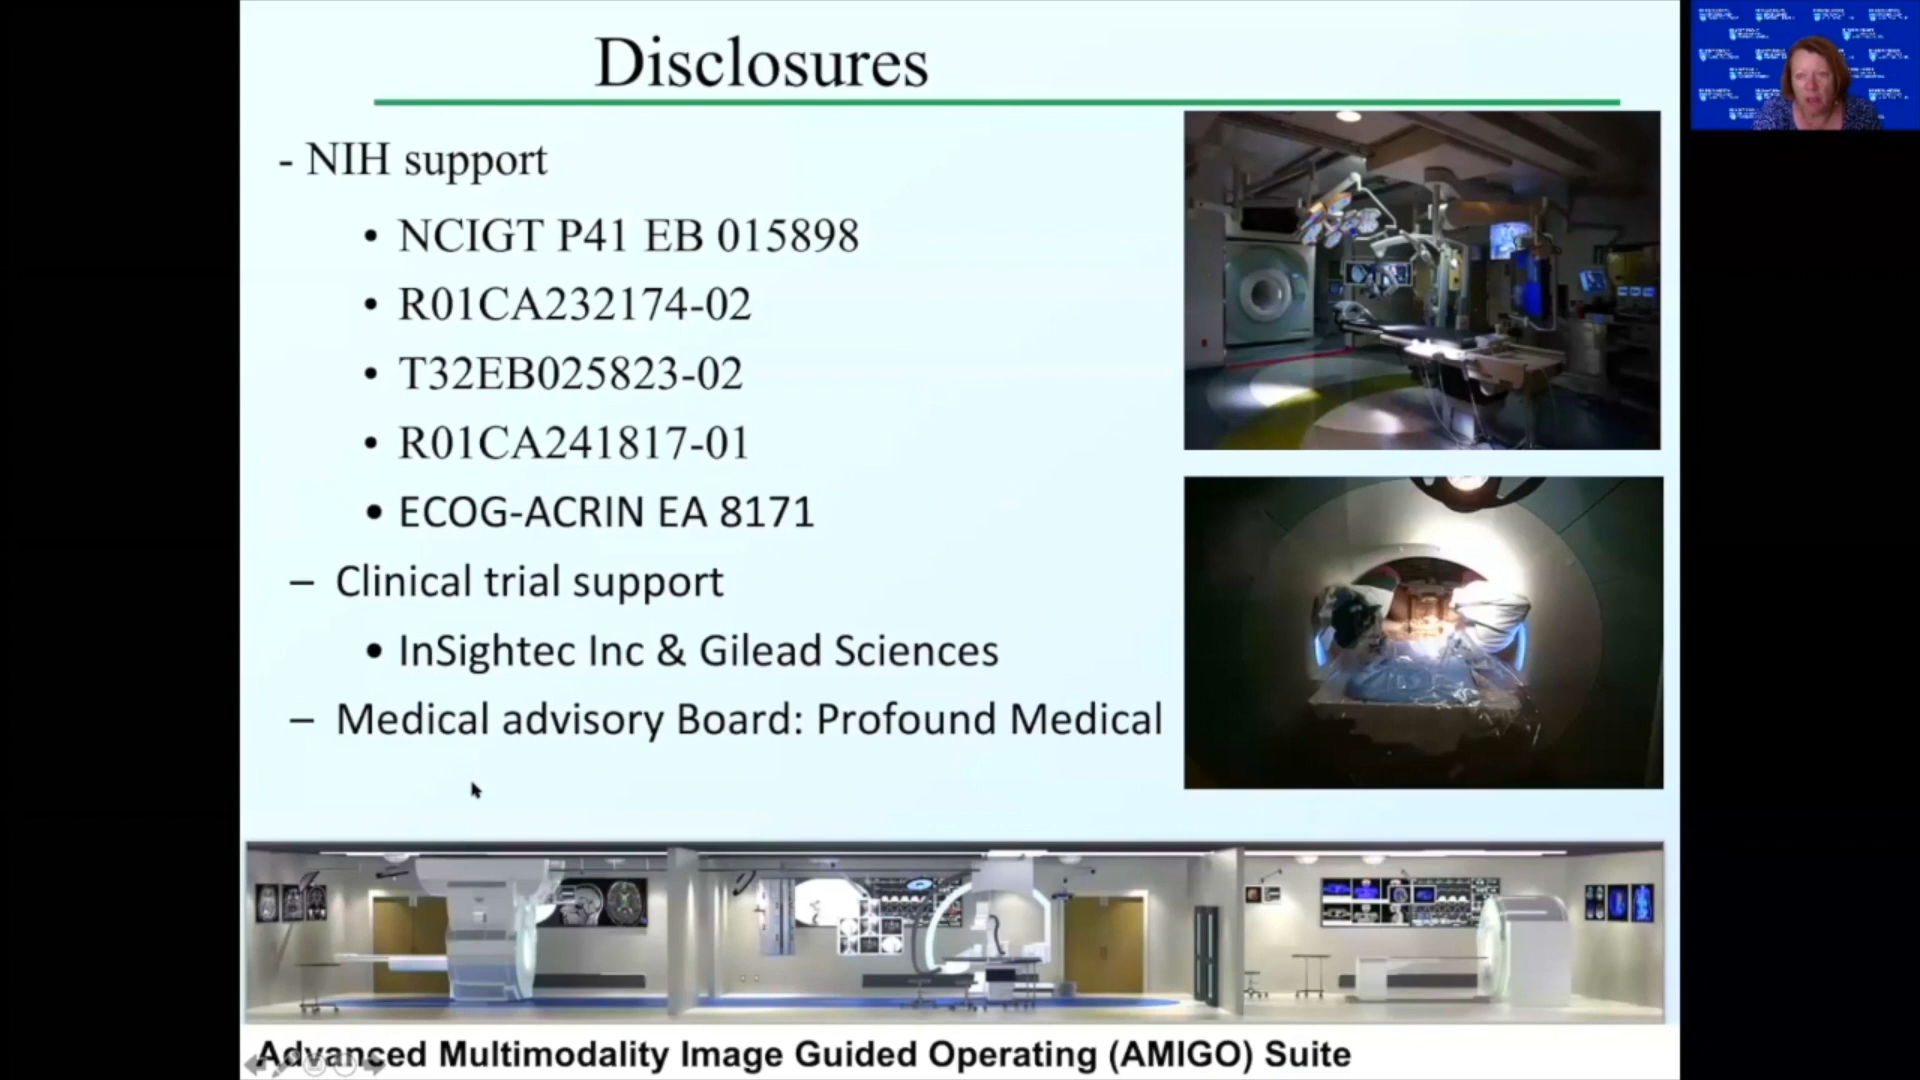 Disclosures
- NIH support
• NCIGT P41 EB 015898
• R01CA232174-02
• T32EB025823-02
• R01CA241817-01
• ECOG-ACRIN EA 8171
– Clinical trial support
• InSightec Inc & Gilead Sciences
– Medical advisory Board: Profound Medical
Advanced Multimodality Image Guided Operating (AMIGO) Suite